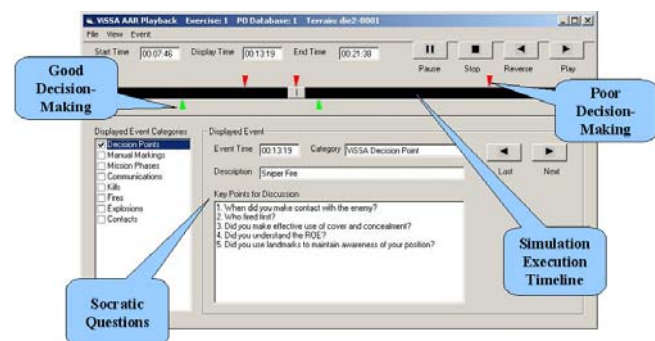 ViSSA AAR Playback Exercise: 1 PO Database: 1 Terrain: die2-0001
File View Event
Start Time 00:07:46 Display Time 00:13:19 End Time 00:21:38
Pause Stop Reverse Play
Good
Decision-
Making
Poor
Decision-
Making
Displayed Event Categories
Decision Points
Manual Markings
Mission Phases
Communications
Kills
Fires
Explosions
Contacts
Displayed Event
Event Time 00:13:19 Category ViSSA Decision Point
Last Next
Description Sniper Fire
Key Points for Discussion
1. When did you make contact with the enemy?
2. Who fired first?
3. Did you make effective use of cover and concealment?
4. Did you understand the ROE?
5. Did you use landmarks to maintain awareness of your position?
Simulation
Execution
Timeline
Socratic
Questions